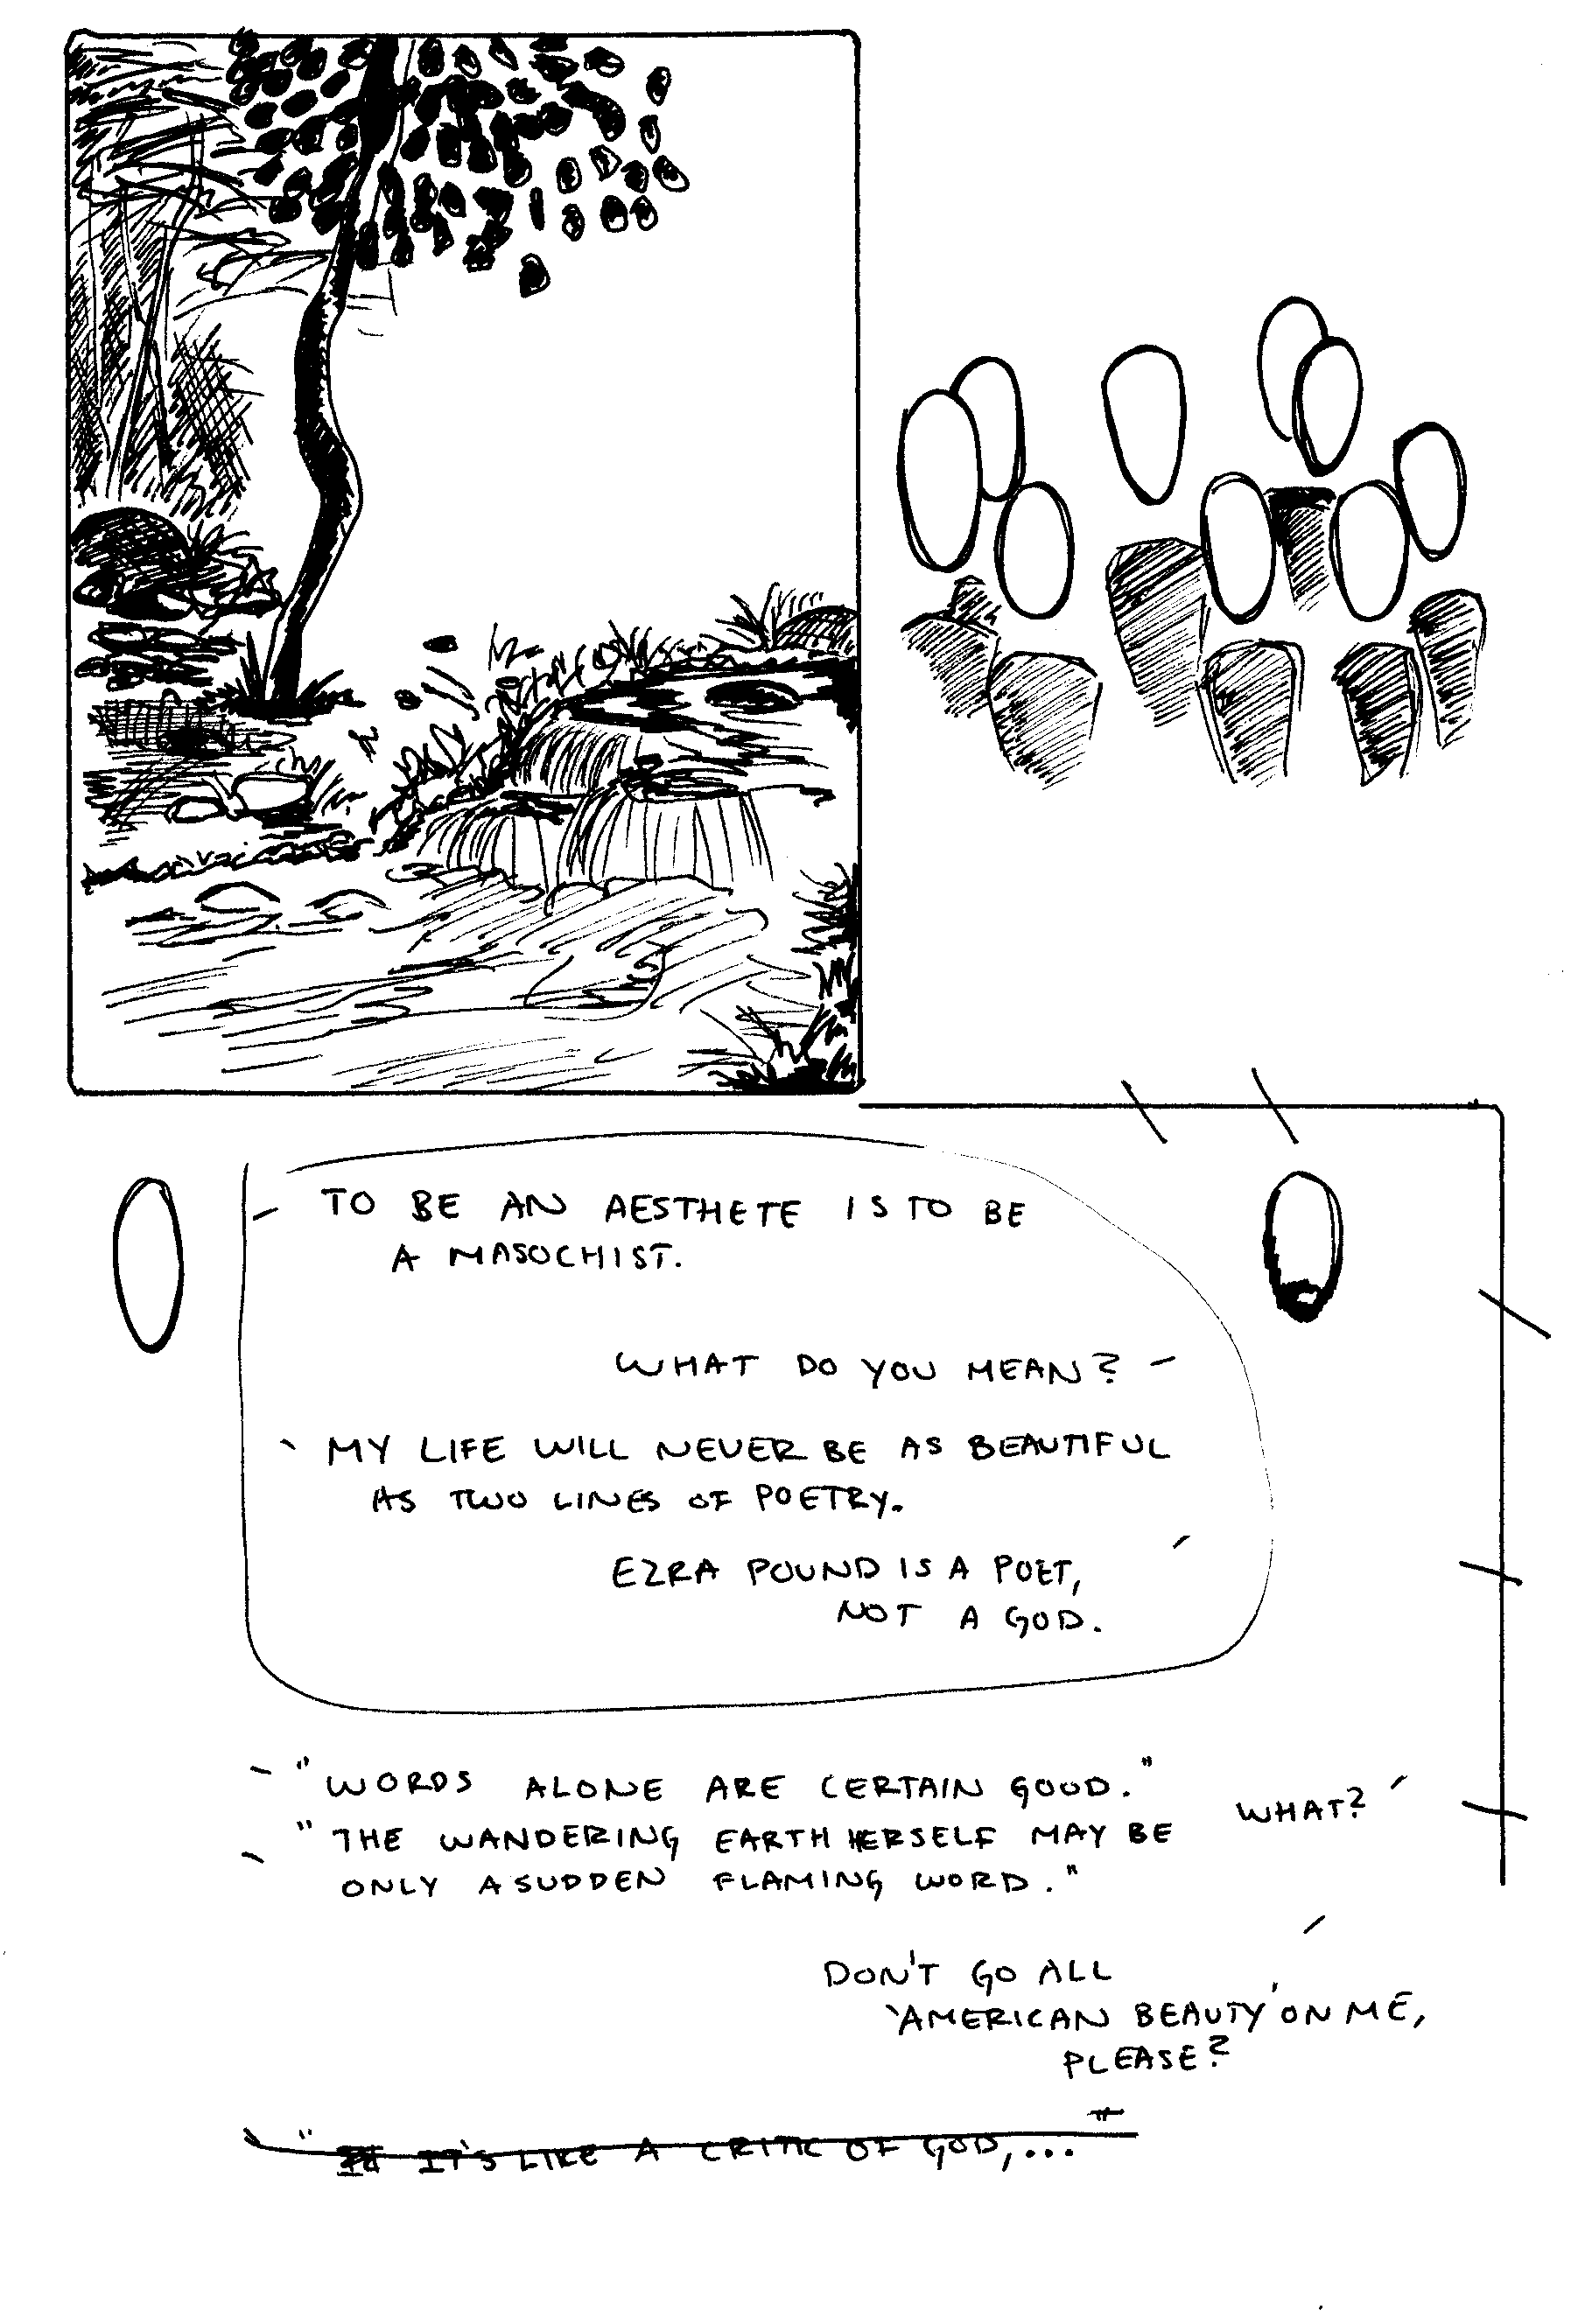 - TO BE AN AESTHETE IS TO BE
A MASOCHIST.
WHAT DO YOU MEAN? -
- MY LIFE WILL NEVER BE AS BEAUTIFUL
AS TWO LINES OF POETRY.
EZRA POUND IS A POET,
NOT A GOD.
- "WORDS ALONE ARE CERTAIN GOOD."
WHAT?
- "THE WANDERING EARTH HERSELF MAY BE
ONLY A SUDDEN FLAMING WORD."
DON'T GO ALL
'AMERICAN BEAUTY' ON ME,
PLEASE?
" IT'S LIKE A CRITIC OF GOD,... "